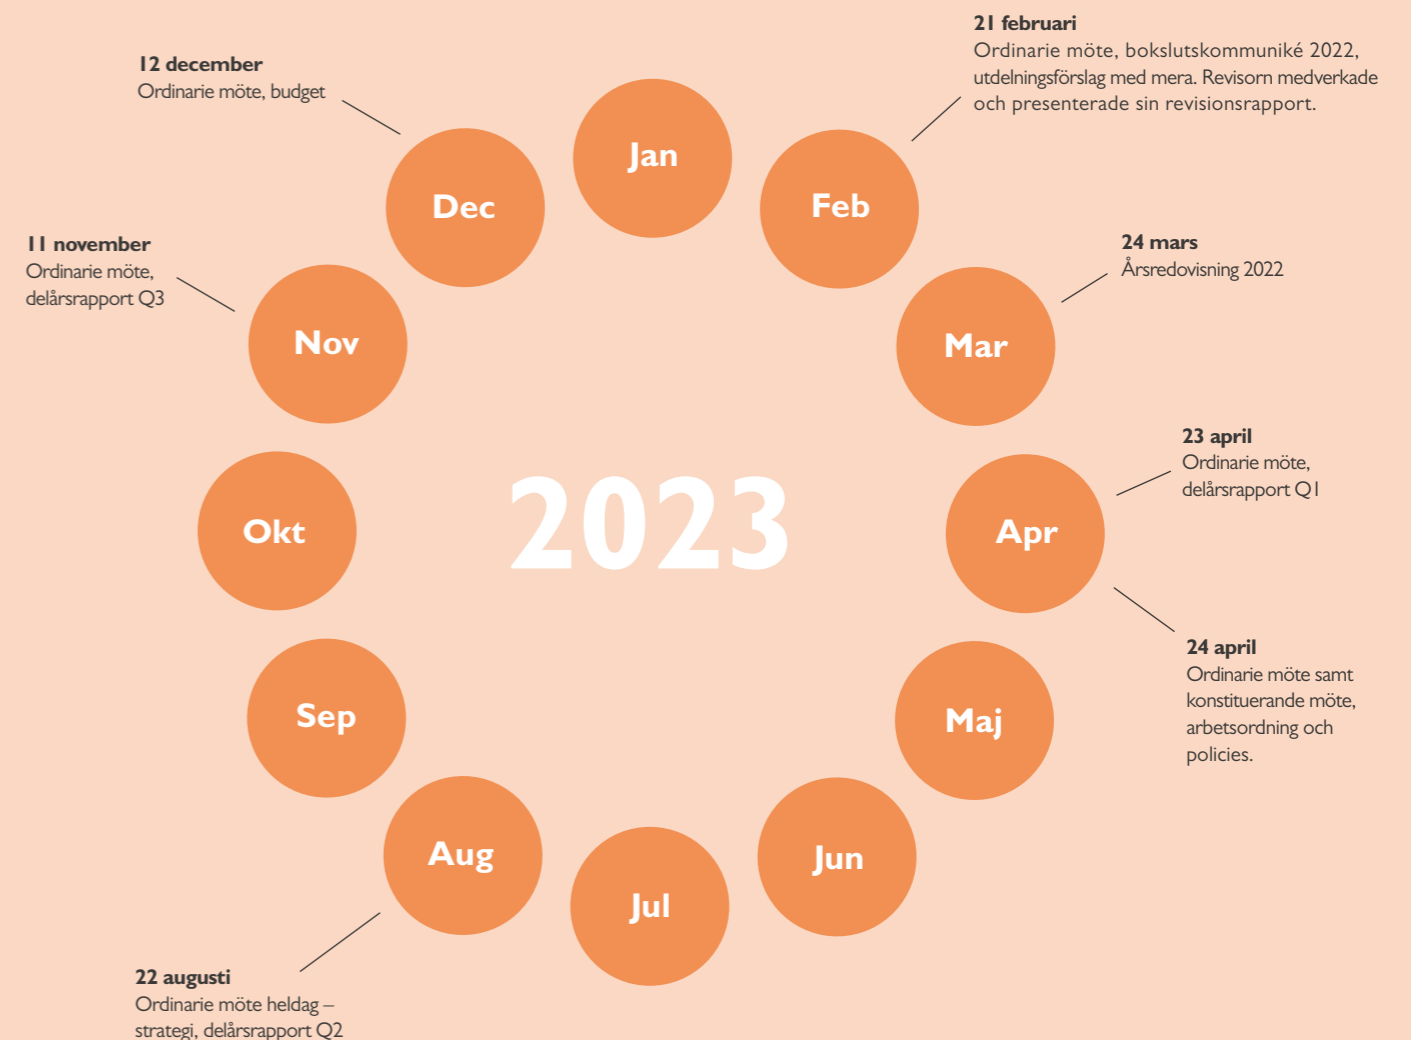 21 februari
Ordinarie möte, bokslutskommuniké 2022,
utdelningsförslag med mera. Revisorn medverkade
och presenterade sin revisionsrapport.
12 december
Ordinarie möte, budget
Jan
Feb
Dec
24 mars
Årsredovisning 2022
11 november
Ordinarie möte,
delårsrapport Q3
Mar
Nov
23 april
Ordinarie möte,
delårsrapport Q1
Apr
2023
Okt
24 april
Ordinarie möte samt
konstituerande möte,
arbetsordning och
policies.
Maj
Sep
Jun
Aug
Jul
22 augusti
Ordinarie möte heldag –
strategi, delårsrapport Q2